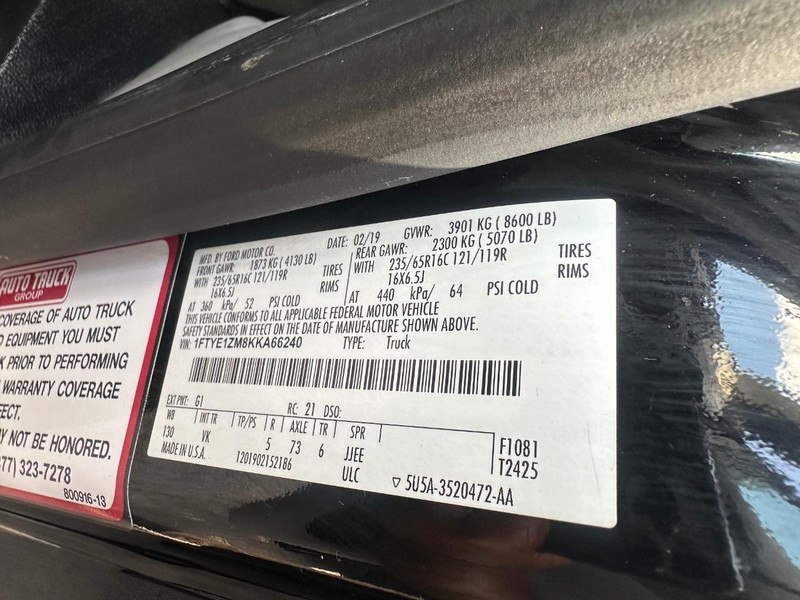 AUTO TRUCK
GROUP
COVERAGE OF AUTO TRUCK
EQUIPMENT YOU MUST
PRIOR TO PERFORMING
WARRANTY COVERAGE
NOT BE HONORED.
323-7278
800916-13
MFD. BY FORD MOTOR CO. DATE: 02/19 GVWR: 3901 KG ( 8600 LB)
FRONT GAWR: 1873 KG ( 4130 LB) REAR GAWR: 2300 KG ( 5070 LB)
WITH 235/65R16C 121/119R TIRES WITH 235/65R16C 121/119R TIRES
16X6.5J RIMS 16X6.5J RIMS
AT 360 kPa/ 52 PSI COLD AT 440 kPa/ 64 PSI COLD
THIS VEHICLE CONFORMS TO ALL APPLICABLE FEDERAL MOTOR VEHICLE
SAFETY STANDARDS IN EFFECT ON THE DATE OF MANUFACTURE SHOWN ABOVE.
VIN: 1FTYE1ZM8KKA66240 TYPE: Truck
EXT PNT: G1 RC: 21 DSO:
WB INT TR TP/PS R AXLE TR SPR
130 VK 5 73 6 JJEE
MADE IN U.S.A. 1201902152186 ULC
F1081
T2425
▽ 5U5A-3520472-AA